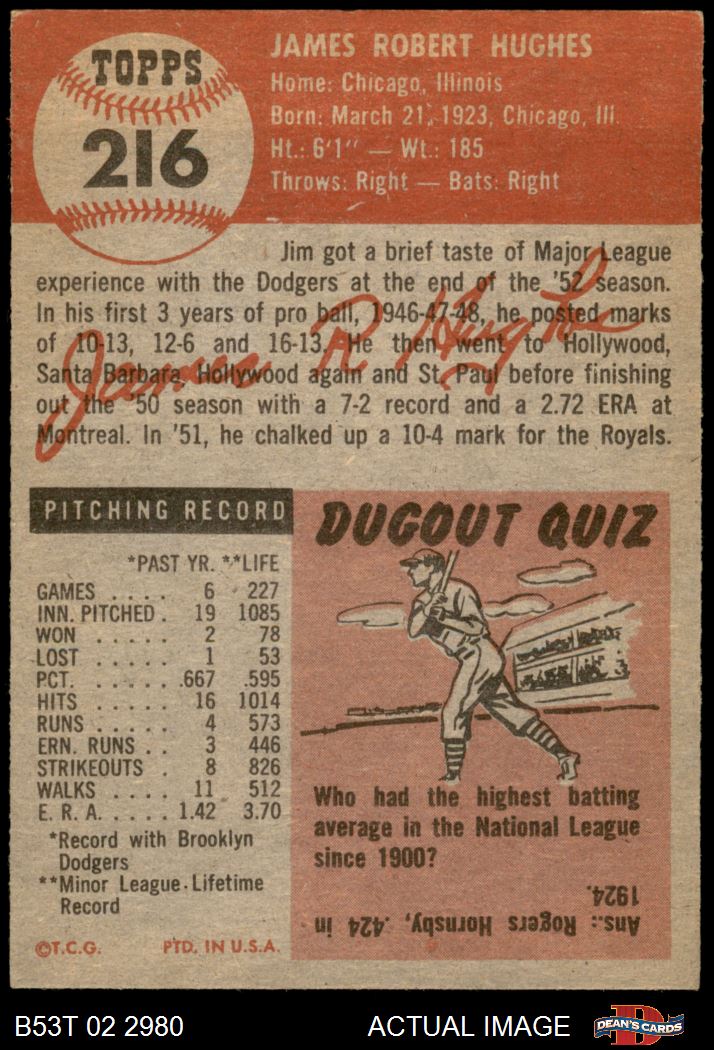 TOPPS
216
JAMES ROBERT HUGHES
Home: Chicago, Illinois
Born: March 21, 1923, Chicago, Ill.
Ht.: 6'1" — Wt.: 185
Throws: Right — Bats: Right
Jim got a brief taste of Major League
experience with the Dodgers at the end of the '52 season.
In his first 3 years of pro ball, 1946-47-48, he posted marks
of 10-13, 12-6 and 16-13. He then went to Hollywood,
Santa Barbara, Hollywood again and St. Paul before finishing
out the '50 season with a 7-2 record and a 2.72 ERA at
Montreal. In '51, he chalked up a 10-4 mark for the Royals.
James R Hughes
PITCHING RECORD
*PAST YR. **LIFE
GAMES . . . . 6 227
INN. PITCHED . 19 1085
WON . . . . . 2 78
LOST . . . . . 1 53
PCT. . . . . . .667 .595
HITS . . . . . 16 1014
RUNS . . . . . 4 573
ERN. RUNS . . 3 446
STRIKEOUTS . 8 826
WALKS . . . . 11 512
E. R. A. . . . . 1.42 3.70
*Record with Brooklyn
Dodgers
**Minor League Lifetime
Record
©T.C.G. PTD. IN U.S.A.
DUGOUT QUIZ
Who had the highest batting
average in the National League
since 1900?
Ans.: Rogers Hornsby, .424 in
1924.
B53T 02 2980
ACTUAL IMAGE
D
DEAN'S CARDS